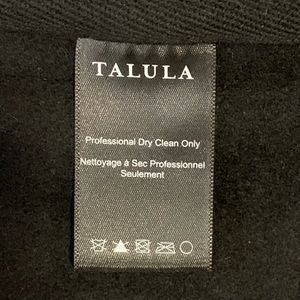 TALULA
Professional Dry Clean Only
Nettoyage à Sec Professionnel
Seulement